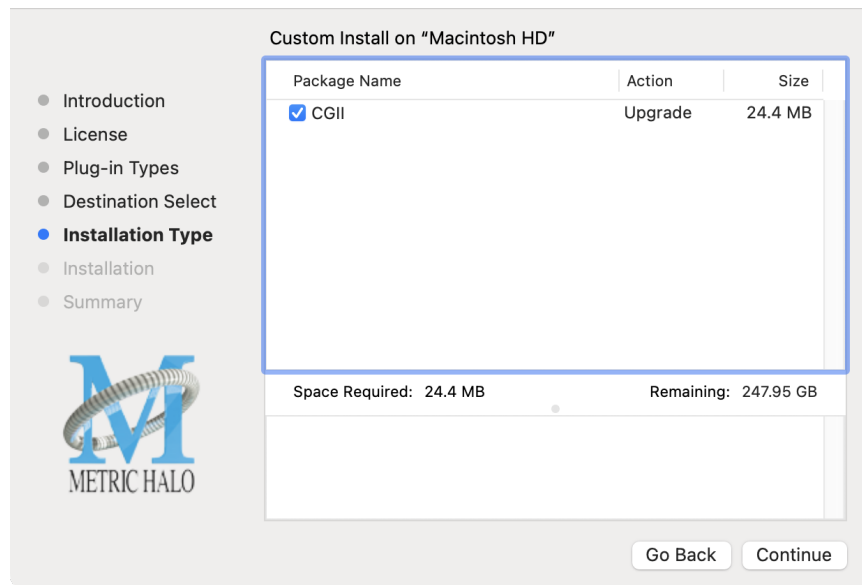 Custom Install on “Macintosh HD”
Introduction
License
Plug-in Types
Destination Select
Installation Type
Installation
Summary
Package Name Action Size
CGII Upgrade 24.4 MB
Space Required: 24.4 MB Remaining: 247.95 GB
METRIC HALO
Go Back Continue